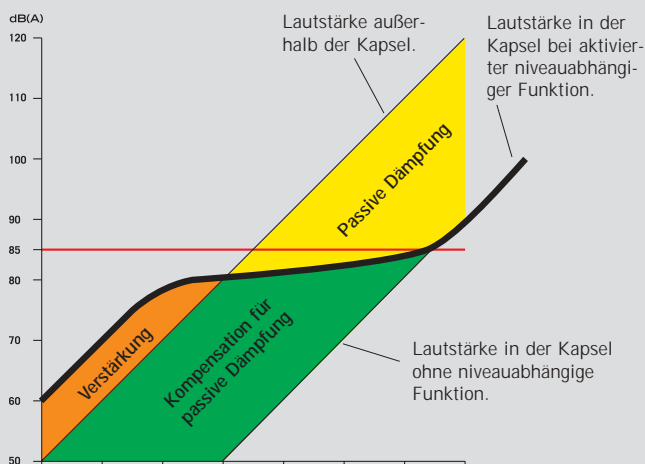 dB(A)
120
110
100
90
85
80
70
60
50
Lautstärke außer-
halb der Kapsel.
Lautstärke in der
Kapsel bei aktivier-
ter niveauabhängi-
ger Funktion.
Passive Dämpfung
Verstärkung
Kompensation für
passive Dämpfung
Lautstärke in der Kapsel
ohne niveauabhängige
Funktion.